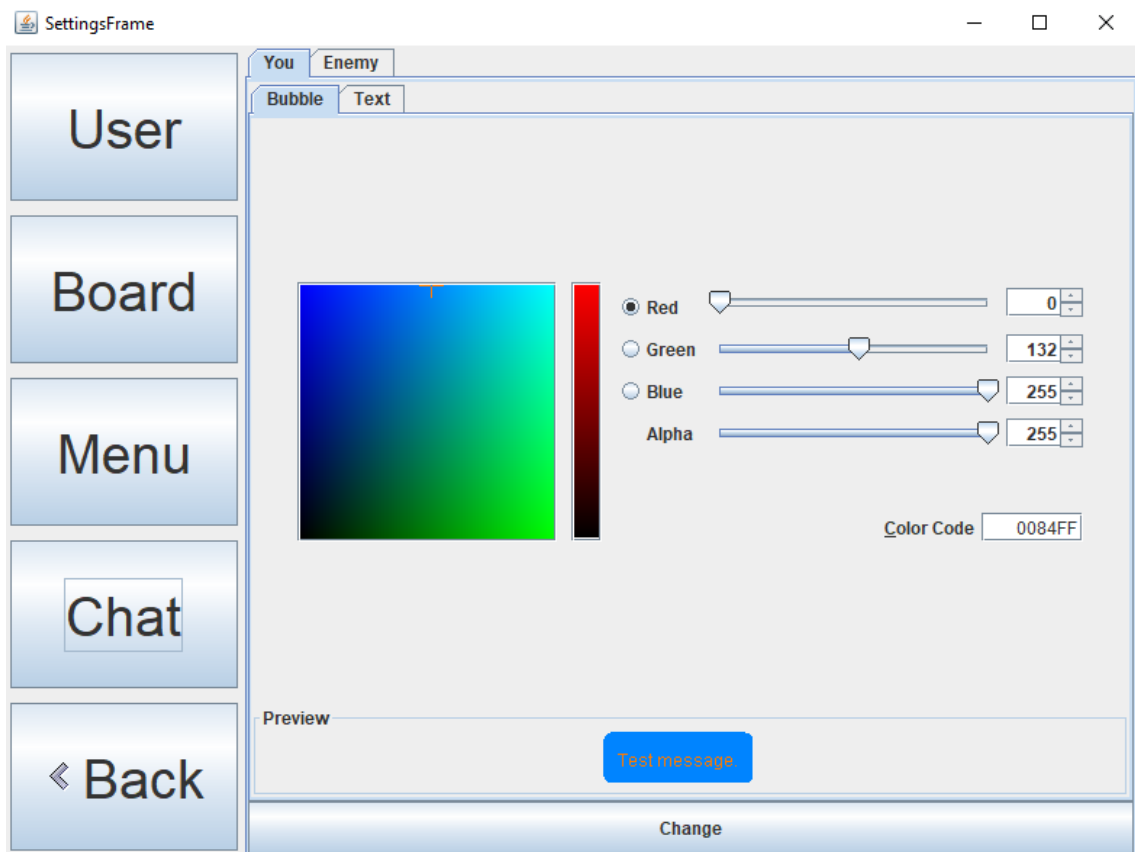 SettingsFrame
User
Board
Menu
Chat
Back
You Enemy
Bubble Text
Red 0
Green 132
Blue 255
Alpha 255
Color Code 0084FF
Preview
Test message.
Change